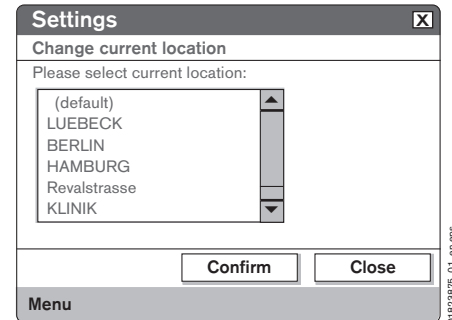 Settings
X
Change current location
Please select current location:
(default)
LUEBECK
BERLIN
HAMBURG
Revalstrasse
KLINIK
Confirm
Close
Menu